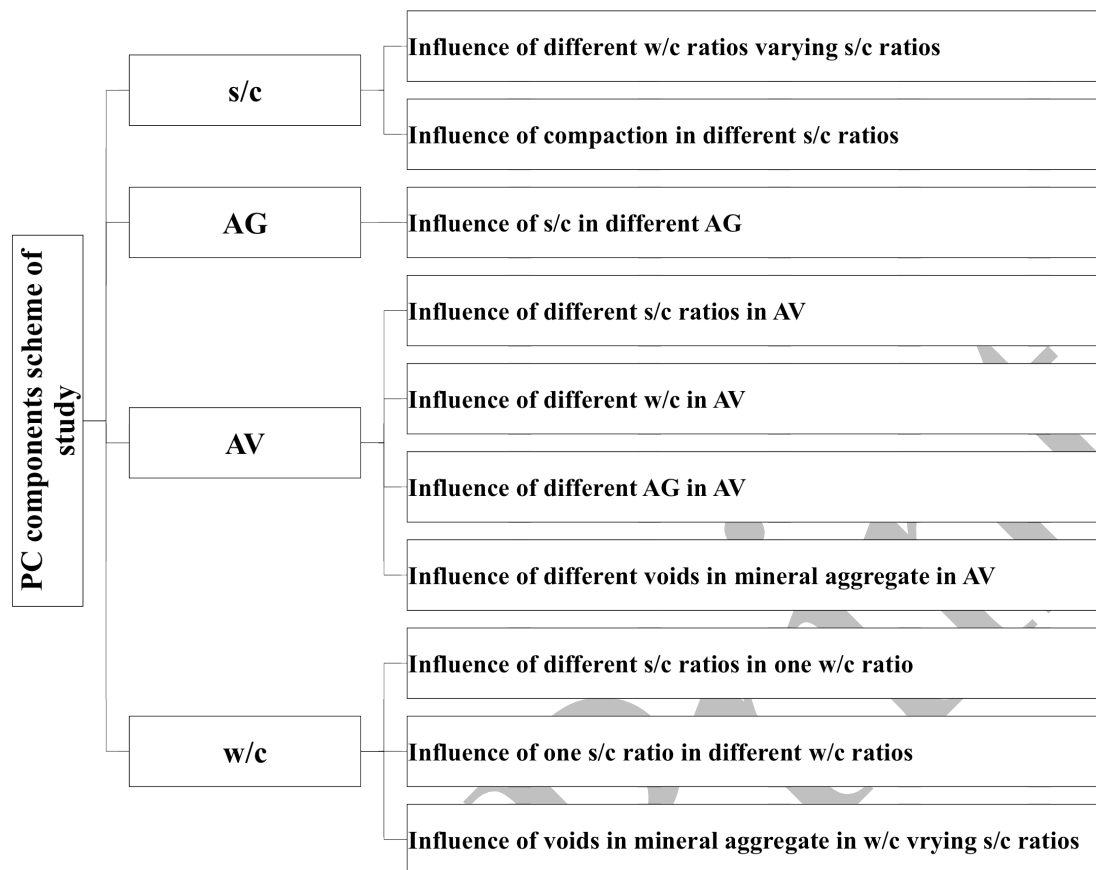 PC components scheme of
study
s/c
Influence of different w/c ratios varying s/c ratios
Influence of compaction in different s/c ratios
AG
Influence of s/c in different AG
AV
Influence of different s/c ratios in AV
Influence of different w/c in AV
Influence of different AG in AV
Influence of different voids in mineral aggregate in AV
w/c
Influence of different s/c ratios in one w/c ratio
Influence of one s/c ratio in different w/c ratios
Influence of voids in mineral aggregate in w/c vrying s/c ratios